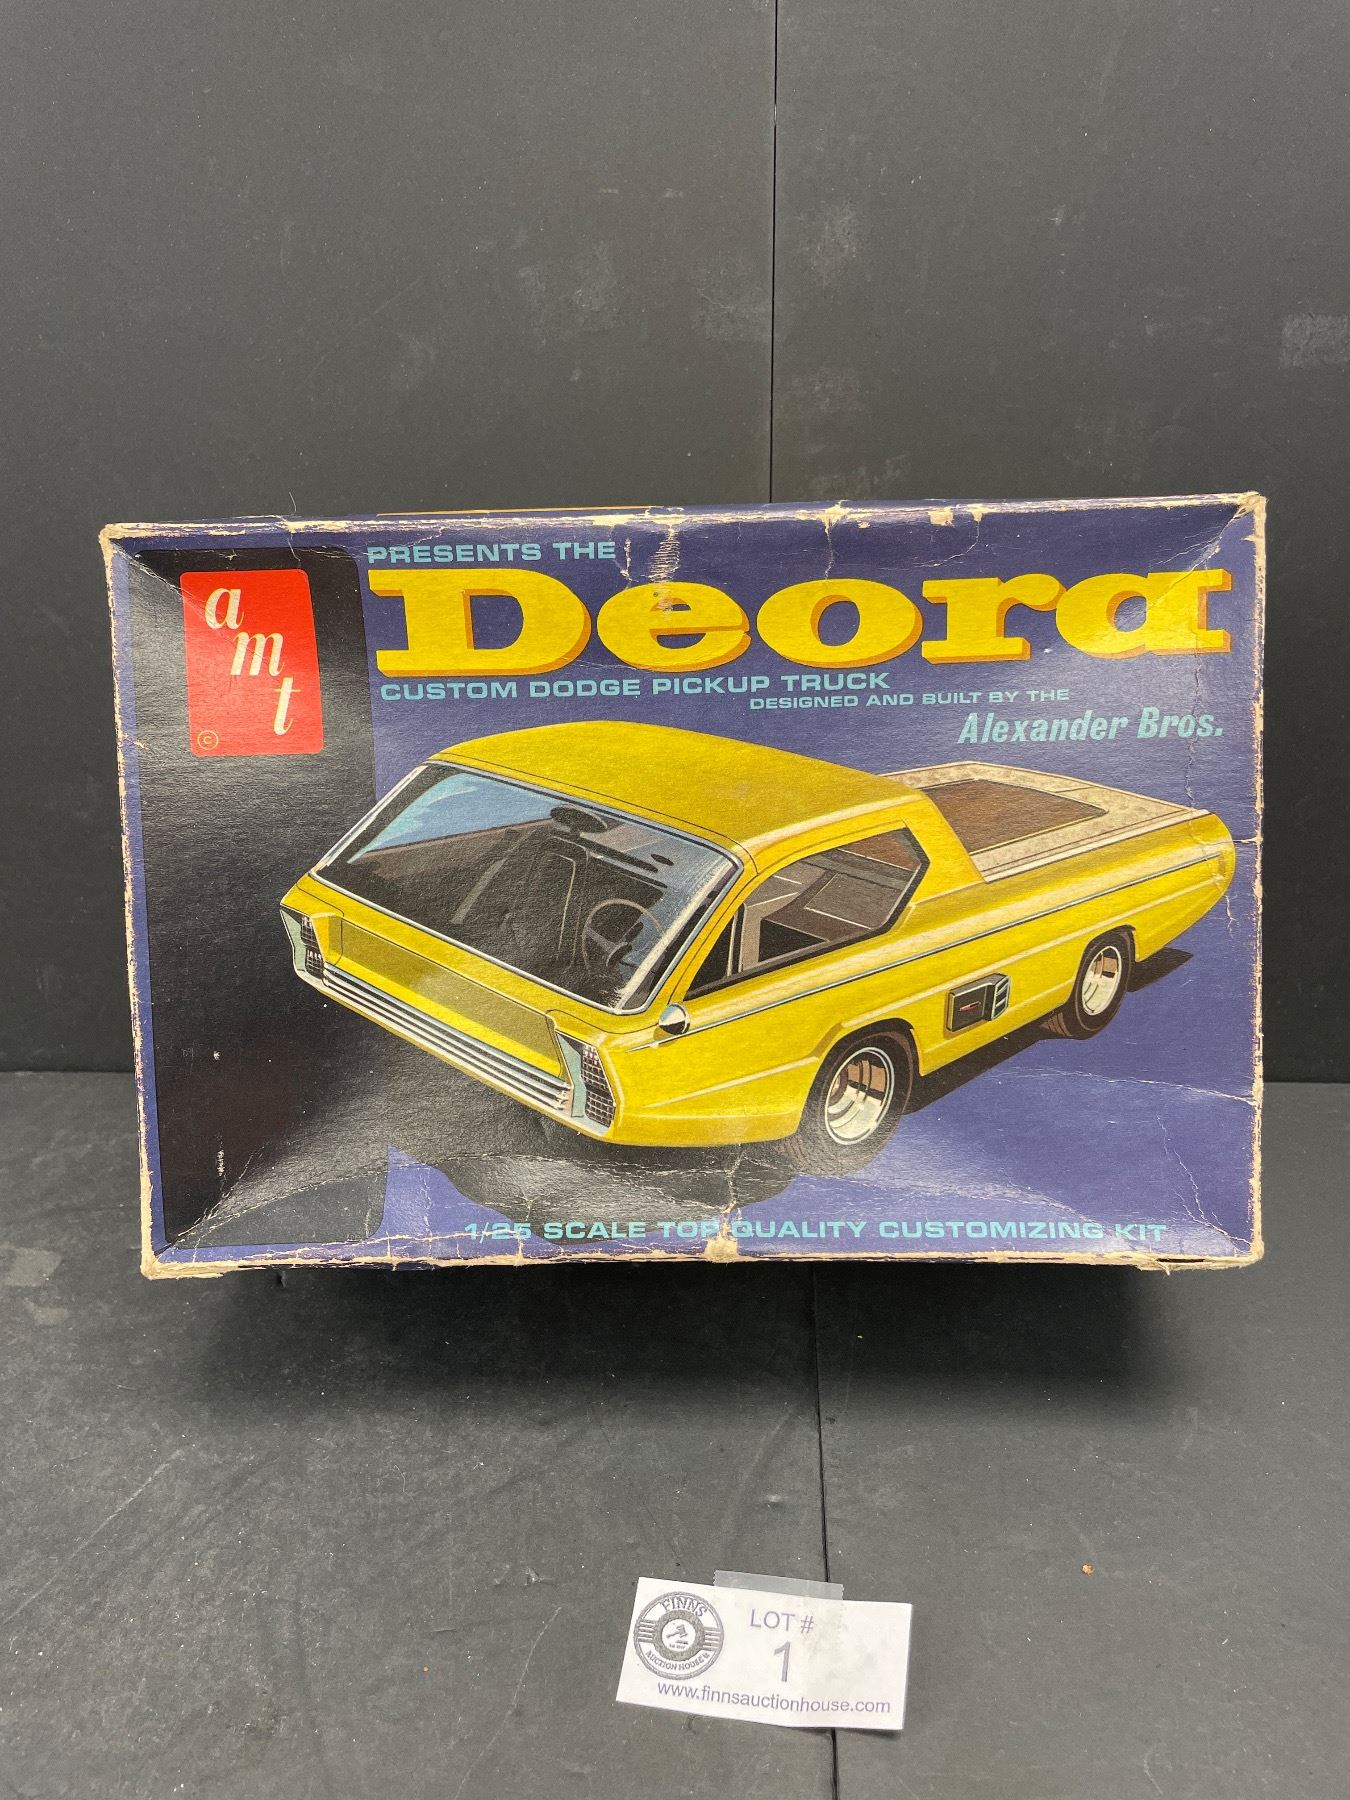 amt
©
PRESENTS THE
Deora
CUSTOM DODGE PICKUP TRUCK
DESIGNED AND BUILT BY THE
Alexander Bros.
1/25 SCALE TOP QUALITY CUSTOMIZING KIT
FINNS
AUCTION HOUSE
LOT #
1
www.finnsauctionhouse.com